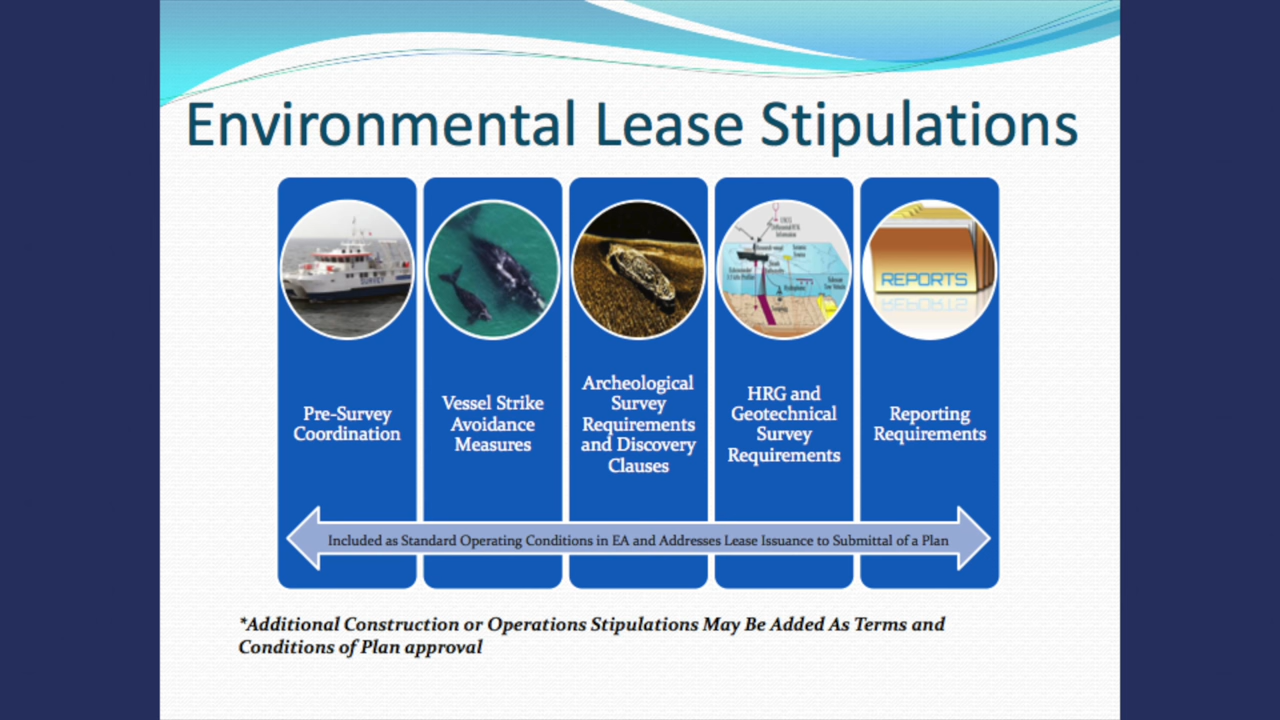 Environmental Lease Stipulations
SURVEY
REPORTS
Pre-Survey
Coordination
Vessel Strike
Avoidance
Measures
Archeological
Survey
Requirements
and Discovery
Clauses
HRG and
Geotechnical
Survey
Requirements
Reporting
Requirements
Included as Standard Operating Conditions in EA and Addresses Lease Issuance to Submittal of a Plan
*Additional Construction or Operations Stipulations May Be Added As Terms and
Conditions of Plan approval